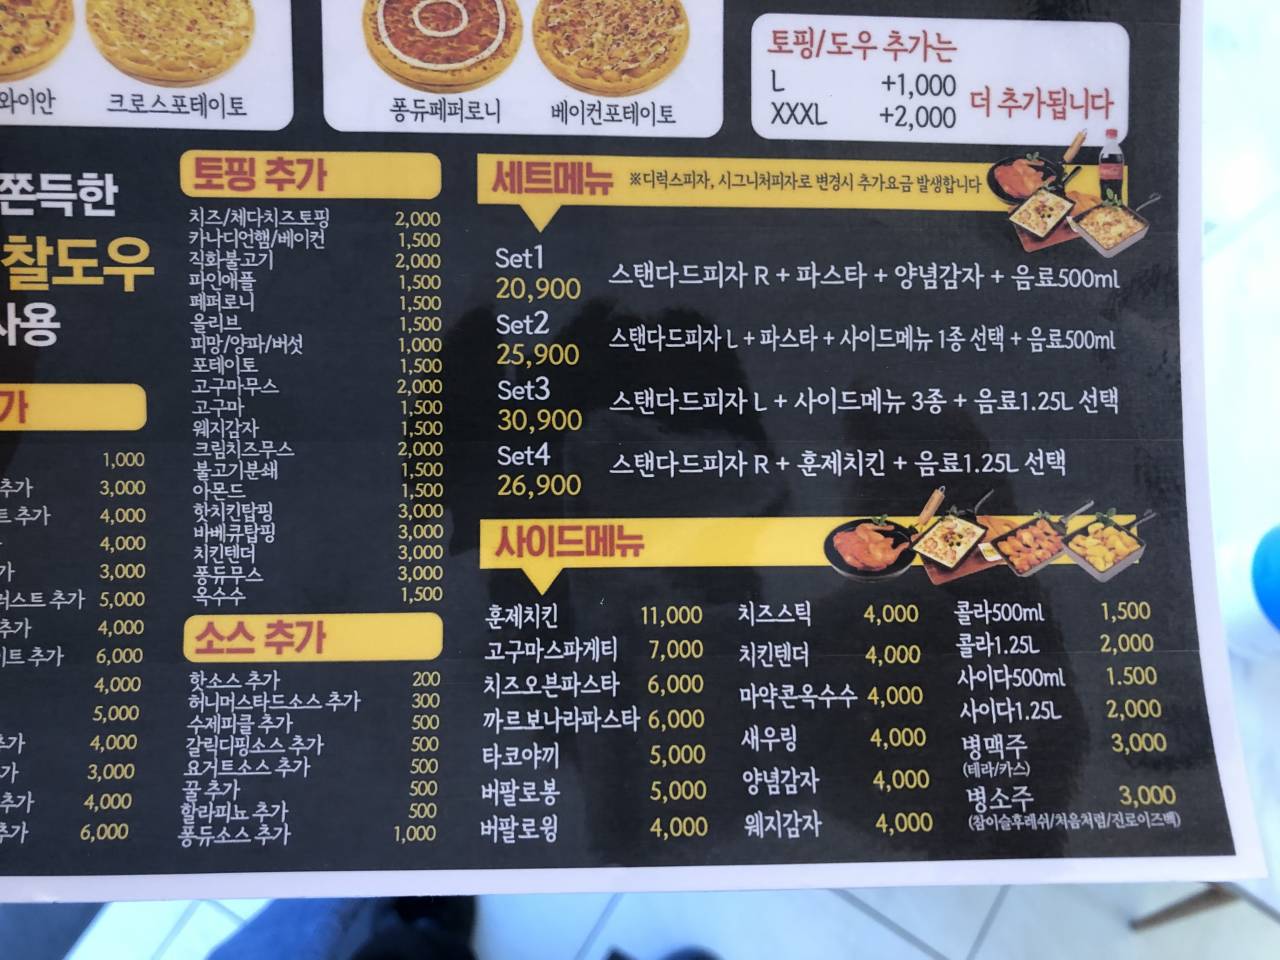 와이안
크로스포테이토
퐁듀페퍼로니
베이컨포테이토
토핑/도우 추가는
L +1,000
XXXL +2,000
더 추가됩니다
쫀득한
찰도우
사용
가
1,000
추가 3,000
트 추가 4,000
4,000
가 3,000
러스트 추가 5,000
추가 4,000
이트 추가 6,000
4,000
5,000
추가 4,000
가 3,000
추가 4,000
추가 6,000
토핑 추가
치즈/체다치즈토핑 2,000
카나디언햄/베이컨 1,500
직화불고기 2,000
파인애플 1,500
페퍼로니 1,500
올리브 1,500
피망/양파/버섯 1,000
포테이토 1,500
고구마무스 2,000
고구마 1,500
웨지감자 1,500
크림치즈무스 2,000
불고기분쇄 1,500
아몬드 1,500
핫치킨탑핑 3,000
바베큐탑핑 3,000
치킨텐더 3,000
퐁듀무스 3,000
옥수수 1,500
소스 추가
핫소스 추가 200
허니머스타드소스 추가 300
수제피클 추가 500
갈릭디핑소스 추가 500
요거트소스 추가 500
꿀 추가 500
할라피뇨 추가 500
퐁듀소스 추가 1,000
세트메뉴 ※디럭스피자, 시그니처피자로 변경시 추가요금 발생합니다
Set1
20,900
스탠다드피자 R + 파스타 + 양념감자 + 음료500ml
Set2
25,900
스탠다드피자 L + 파스타 + 사이드메뉴 1종 선택 + 음료500ml
Set3
30,900
스탠다드피자 L + 사이드메뉴 3종 + 음료1.25L 선택
Set4
26,900
스탠다드피자 R + 훈제치킨 + 음료1.25L 선택
사이드메뉴
훈제치킨 11,000
고구마스파게티 7,000
치즈오븐파스타 6,000
까르보나라파스타 6,000
타코야끼 5,000
버팔로봉 5,000
버팔로윙 4,000
치즈스틱 4,000
치킨텐더 4,000
마약콘옥수수 4,000
새우링 4,000
양념감자 4,000
웨지감자 4,000
콜라500ml 1,500
콜라1.25L 2,000
사이다500ml 1.500
사이다1.25L 2,000
병맥주 3,000
(테라/카스)
병소주 3,000
(참이슬후레쉬/처음처럼/진로이즈백)